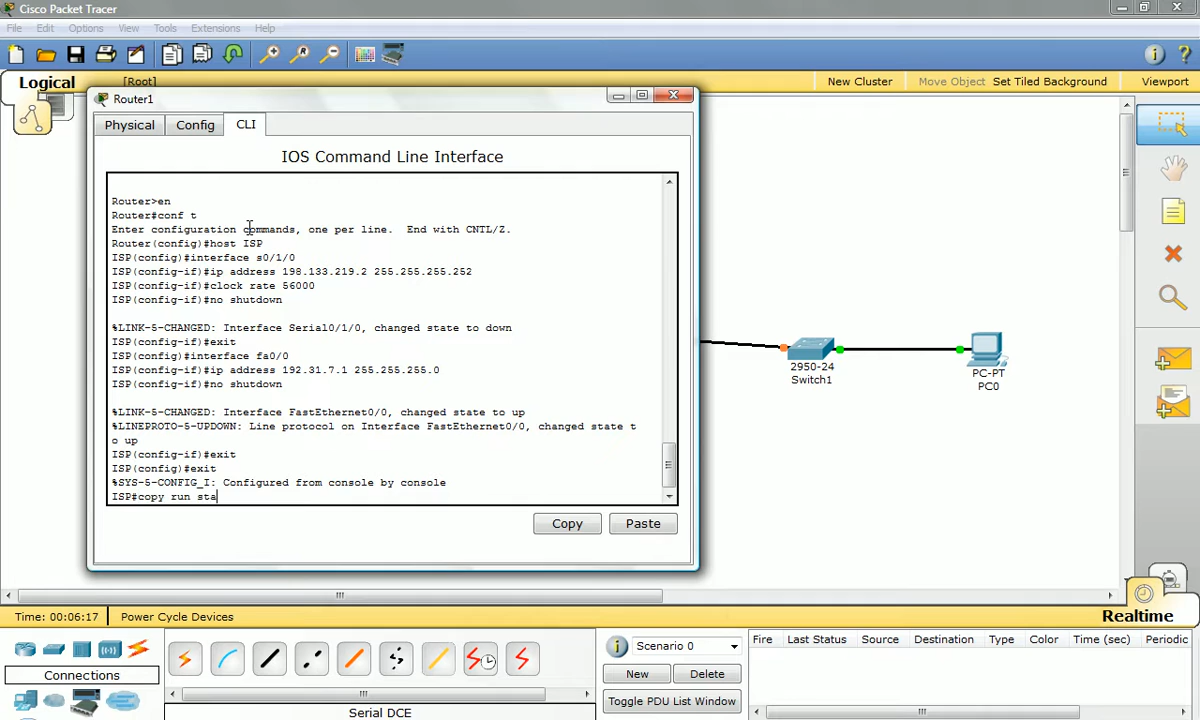 Cisco Packet Tracer
File Edit Options View Tools Extensions Help
Logical [Root] New Cluster Move Object Set Tiled Background Viewport
Router1
Physical Config CLI
IOS Command Line Interface
Router>en
Router#conf t
Enter configuration commands, one per line.  End with CNTL/Z.
Router(config)#host ISP
ISP(config)#interface s0/1/0
ISP(config-if)#ip address 198.133.219.2 255.255.255.252
ISP(config-if)#clock rate 56000
ISP(config-if)#no shutdown
%LINK-5-CHANGED: Interface Serial0/1/0, changed state to down
ISP(config-if)#exit
ISP(config)#interface fa0/0
ISP(config-if)#ip address 192.31.7.1 255.255.255.0
ISP(config-if)#no shutdown
%LINK-5-CHANGED: Interface FastEthernet0/0, changed state to up
%LINEPROTO-5-UPDOWN: Line protocol on Interface FastEthernet0/0, changed state t
o up
ISP(config-if)#exit
ISP(config)#exit
%SYS-5-CONFIG_I: Configured from console by console
ISP#copy run sta
Copy Paste
2950-24
Switch1
PC-PT
PC0
Time: 00:06:17 Power Cycle Devices
Realtime
Connections
Serial DCE
Scenario 0
New Delete
Toggle PDU List Window
Fire Last Status Source Destination Type Color Time (sec) Periodic